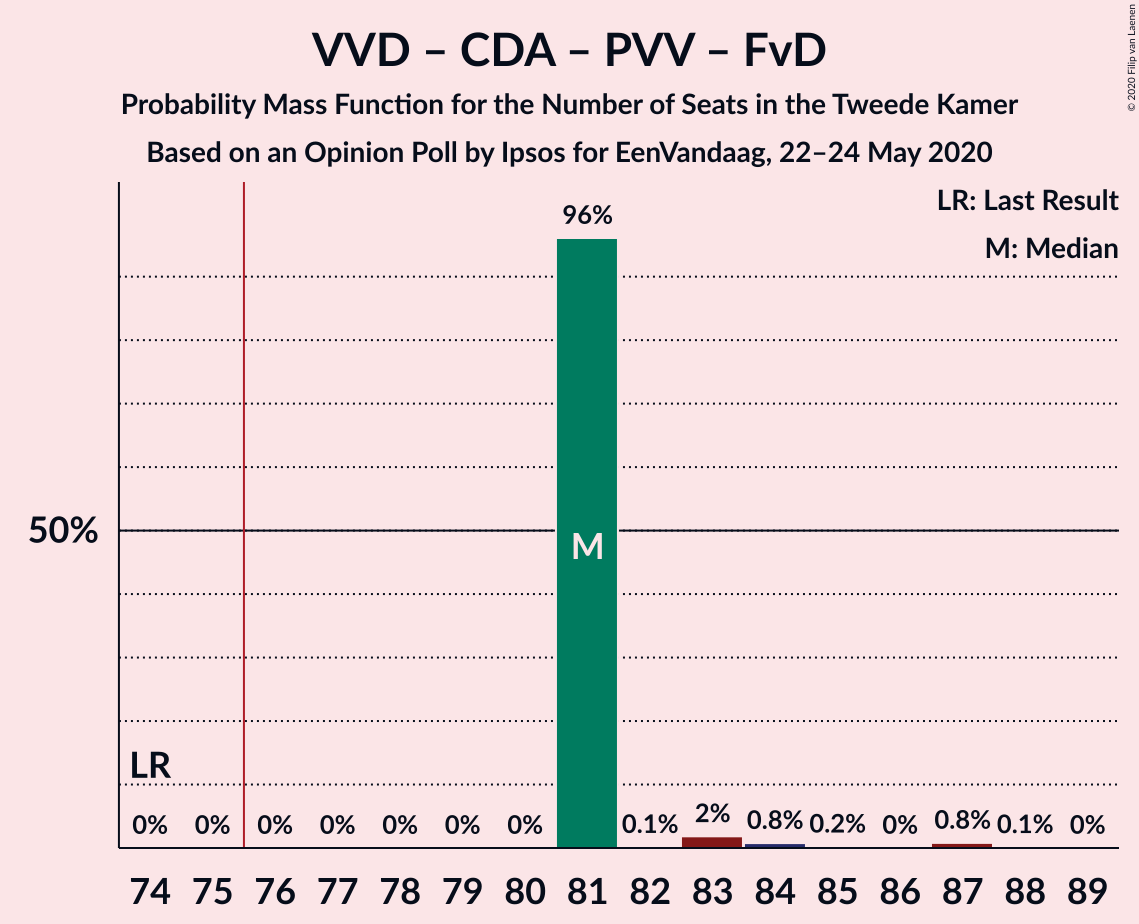 VVD – CDA – PVV – FvD
Probability Mass Function for the Number of Seats in the Tweede Kamer
Based on an Opinion Poll by Ipsos for EenVandaag, 22–24 May 2020
© 2020 Filip van Laenen
LR: Last Result
M: Median
96%
50%
M
LR
0% 0% 0% 0% 0% 0% 0% 0.1% 2% 0.8% 0.2% 0% 0.8% 0.1% 0%
74 75 76 77 78 79 80 81 82 83 84 85 86 87 88 89